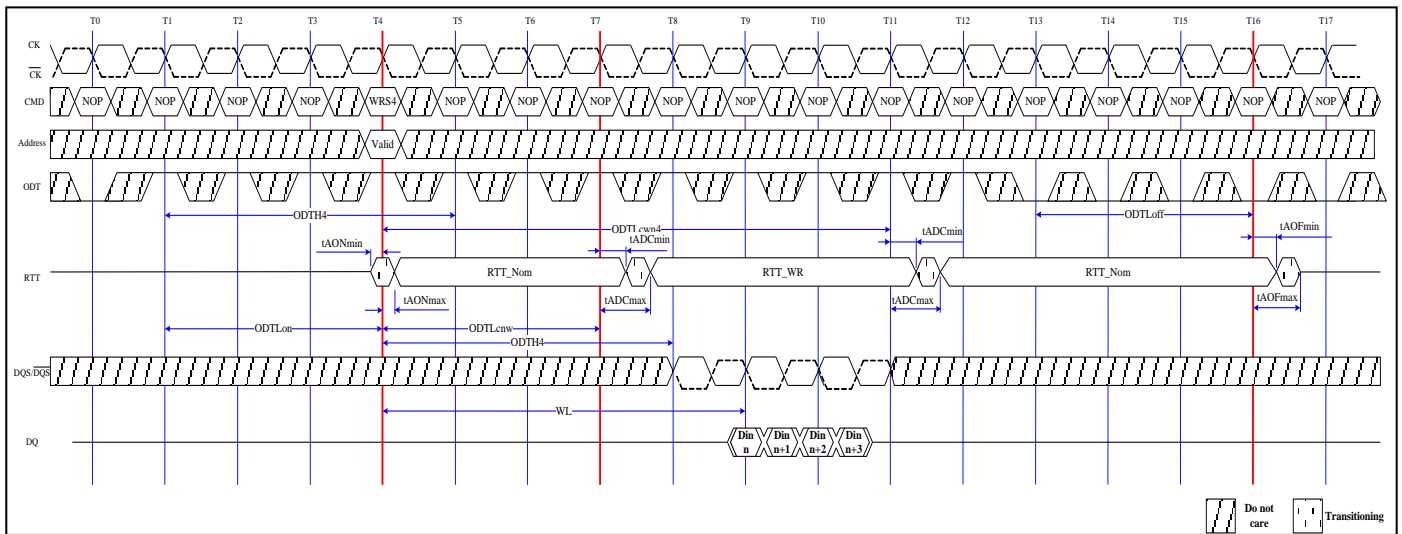 T0 T1 T2 T3 T4 T5 T6 T7 T8 T9 T10 T11 T12 T13 T14 T15 T16 T17
CK
CK
CMD NOP NOP NOP NOP WRS4 NOP NOP NOP NOP NOP NOP NOP NOP NOP NOP NOP NOP NOP
Address Valid
ODT
ODTH4 ODTLoff
ODTLcwn4
tAONmin tADCmin tADCmin tAOFmin
RTT RTT_Nom RTT_WR RTT_Nom
tAONmax tADCmax tADCmax tAOFmax
ODTLon ODTLcnw
ODTH4
DQS/DQS
WL
DQ Din n Din n+1 Din n+2 Din n+3
Do not care Transitioning